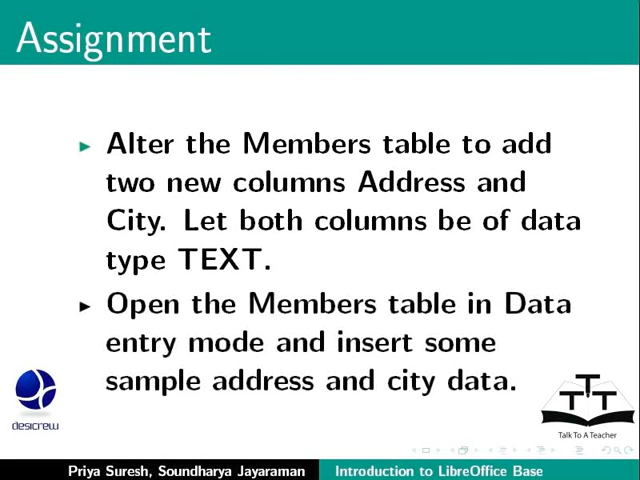 Assignment
Alter the Members table to add
two new columns Address and
City. Let both columns be of data
type TEXT.
Open the Members table in Data
entry mode and insert some
sample address and city data.
desicrew
TTT
Talk To A Teacher
Priya Suresh, Soundharya Jayaraman
Introduction to LibreOffice Base